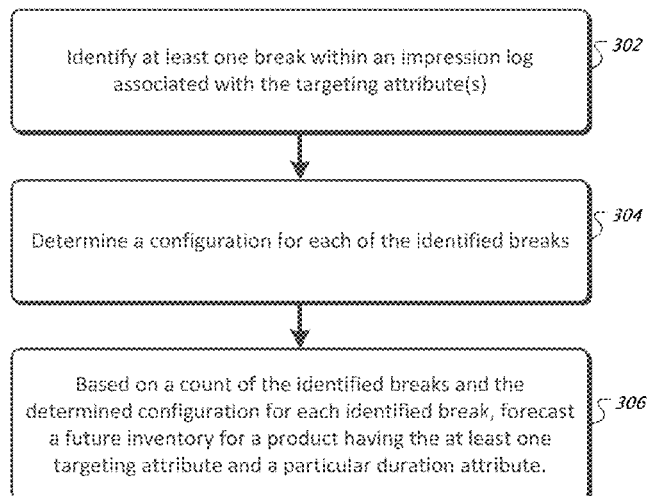 Identify at least one break within an impression log
associated with the targeting attribute(s)
302
Determine a configuration for each of the identified breaks
304
Based on a count of the identified breaks and the
determined configuration for each identified break, forecast
a future inventory for a product having the at least one
targeting attribute and a particular duration attribute.
306